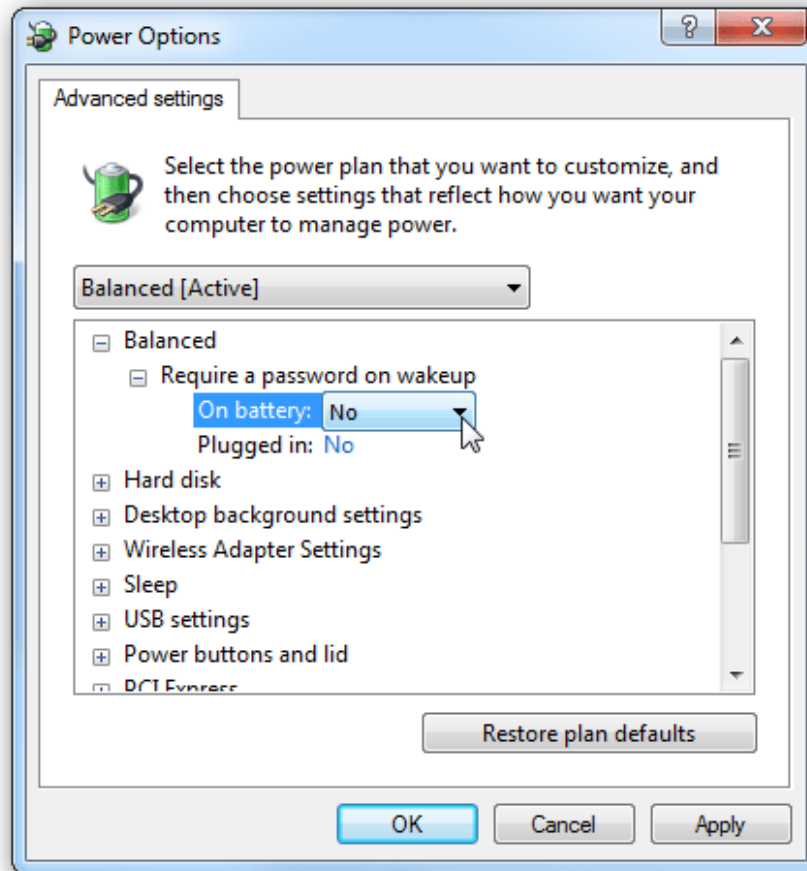 Power Options
Advanced settings
Select the power plan that you want to customize, and
then choose settings that reflect how you want your
computer to manage power.
Balanced [Active]
Balanced
Require a password on wakeup
On battery: No
Plugged in: No
Hard disk
Desktop background settings
Wireless Adapter Settings
Sleep
USB settings
Power buttons and lid
PCI Express
Restore plan defaults
OK Cancel Apply